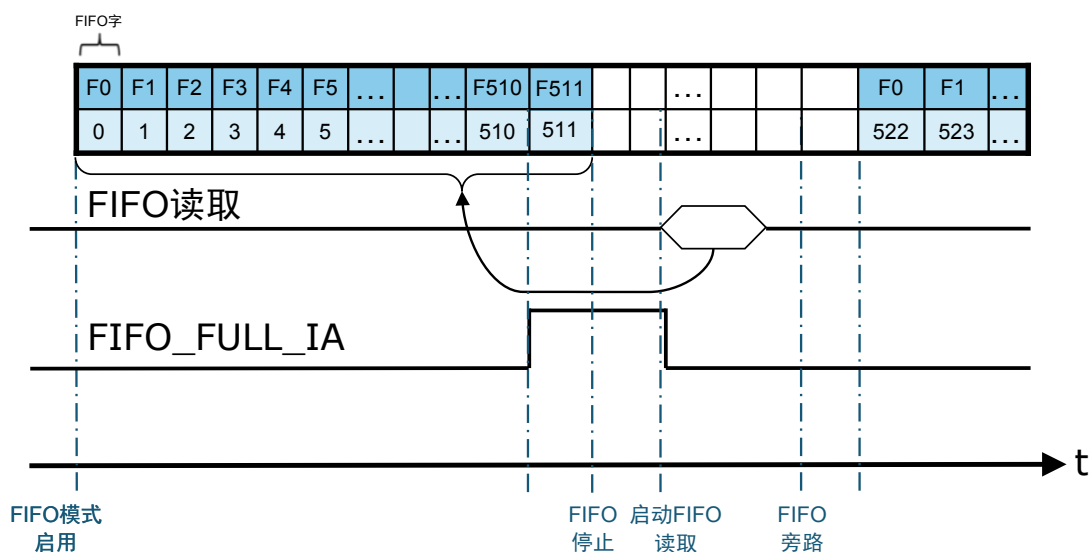 FIFO字
F0 F1 F2 F3 F4 F5 ... ... F510 F511 ... F0 F1 ...
0 1 2 3 4 5 ... ... 510 511 ... 522 523 ...
FIFO读取
FIFO_FULL_IA
t
FIFO模式
启用
FIFO
停止
启动FIFO
读取
FIFO
旁路